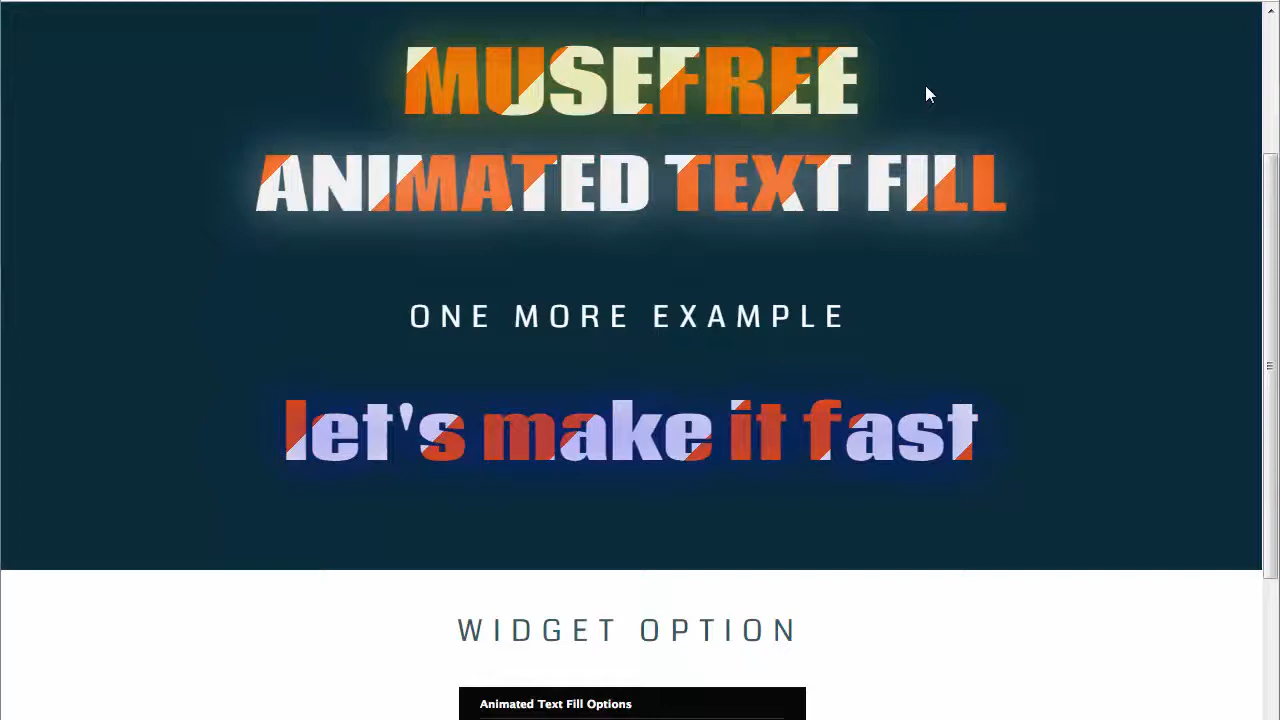 MUSEFREE
ANIMATED TEXT FILL
ONE MORE EXAMPLE
let's make it fast
WIDGET OPTION
Animated Text Fill Options